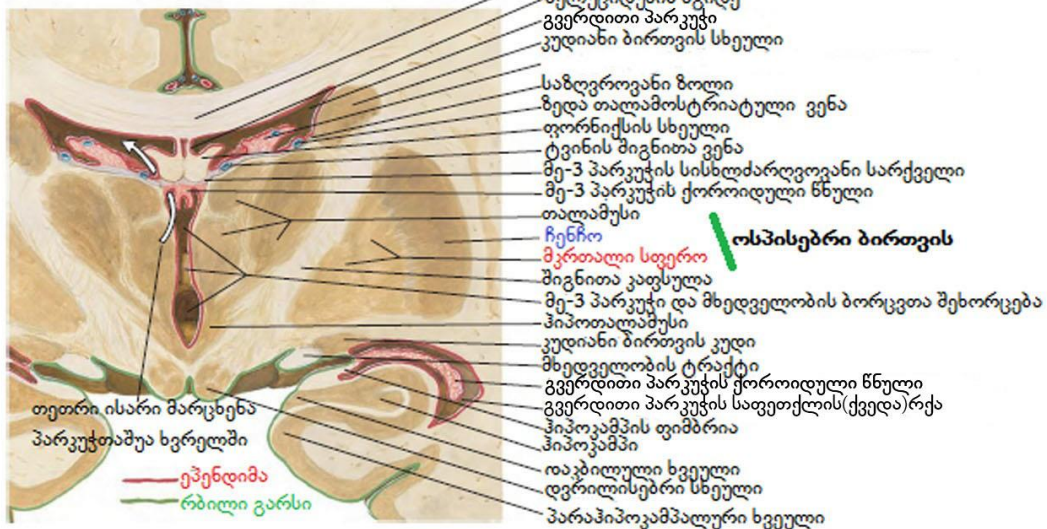 გვერდითი პარკუჭი
კუდიანი ბირთვის სხეული
საზღვროვანი ზოლი
ზედა თალამოსტრიატული ვენა
ფორნიქსის სხეული
ტვინის შიგნითა ვენა
მე-3 პარკუჭის სისხლძარღვოვანი სარქველი
მე-3 პარკუჭის ქოროიდული წნული
თალამუსი
ჩენჩო
ოსპისებრი ბირთვის
მკრთალი სფერო
შიგნითა კაფსულა
მე-3 პარკუჭი და მხედველობის ბორცვთა შეხორცება
ჰიპოთალამუსი
კუდიანი ბირთვის კუდი
მხედველობის ტრაქტი
გვერდითი პარკუჭის ქოროიდული წნული
გვერდითი პარკუჭის საფეთქლის(ქვედა)რქა
ჰიპოკამპის ფიმბრია
ჰიპოკამპი
დაკბილული ხვეული
დვრილისებრი სხეული
პარაჰიპოკამპალური ხვეული
თეთრი ისარი მარცხენა
პარკუჭთაშუა ხვრელში
ეპენდიმა
რბილი გარსი